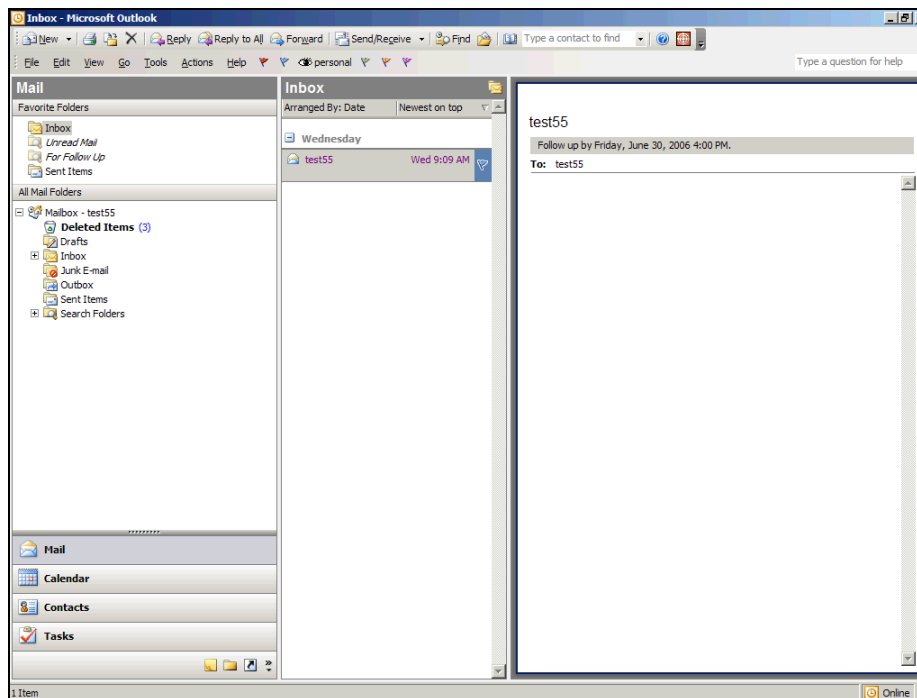 Inbox - Microsoft Outlook
New Reply Reply to All Forward Send/Receive Find Type a contact to find
File Edit View Go Tools Actions Help personal Type a question for help
Mail
Favorite Folders
Inbox
Unread Mail
For Follow Up
Sent Items
All Mail Folders
Mailbox - test55
Deleted Items (3)
Drafts
Inbox
Junk E-mail
Outbox
Sent Items
Search Folders
Mail
Calendar
Contacts
Tasks
Inbox
Arranged By: Date Newest on top
Wednesday
test55 Wed 9:09 AM
test55
Follow up by Friday, June 30, 2006 4:00 PM.
To: test55
1 Item Online